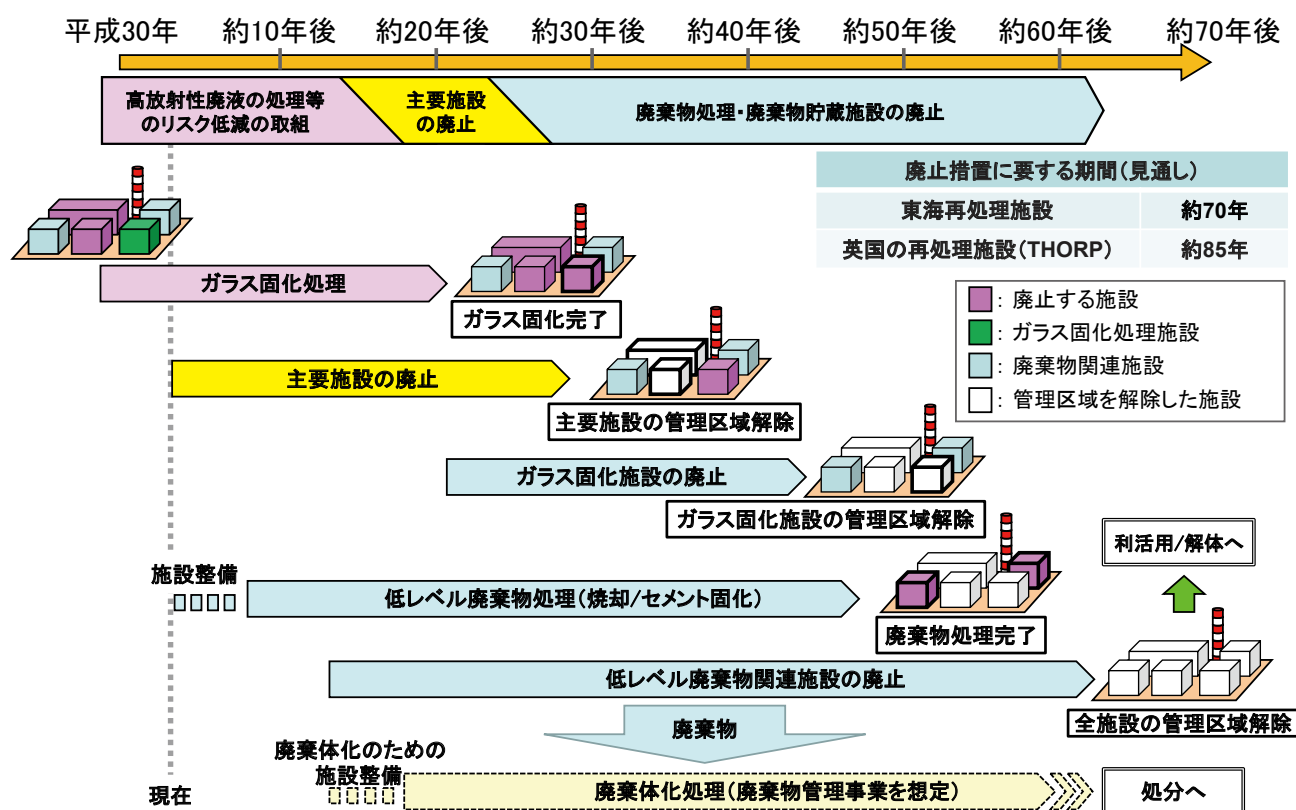 平成30年 約10年後 約20年後 約30年後 約40年後 約50年後 約60年後 約70年後
高放射性廃液の処理等
のリスク低減の取組
主要施設
の廃止
廃棄物処理・廃棄物貯蔵施設の廃止
廃止措置に要する期間(見通し)
東海再処理施設 約70年
英国の再処理施設(THORP) 約85年
:廃止する施設
:ガラス固化処理施設
:廃棄物関連施設
:管理区域を解除した施設
ガラス固化処理
ガラス固化完了
主要施設の廃止
主要施設の管理区域解除
ガラス固化施設の廃止
ガラス固化施設の管理区域解除
利活用/解体へ
施設整備
低レベル廃棄物処理(焼却/セメント固化)
廃棄物処理完了
低レベル廃棄物関連施設の廃止
全施設の管理区域解除
廃棄物
廃棄体化のための
施設整備
廃棄体化処理(廃棄物管理事業を想定)
処分へ
現在